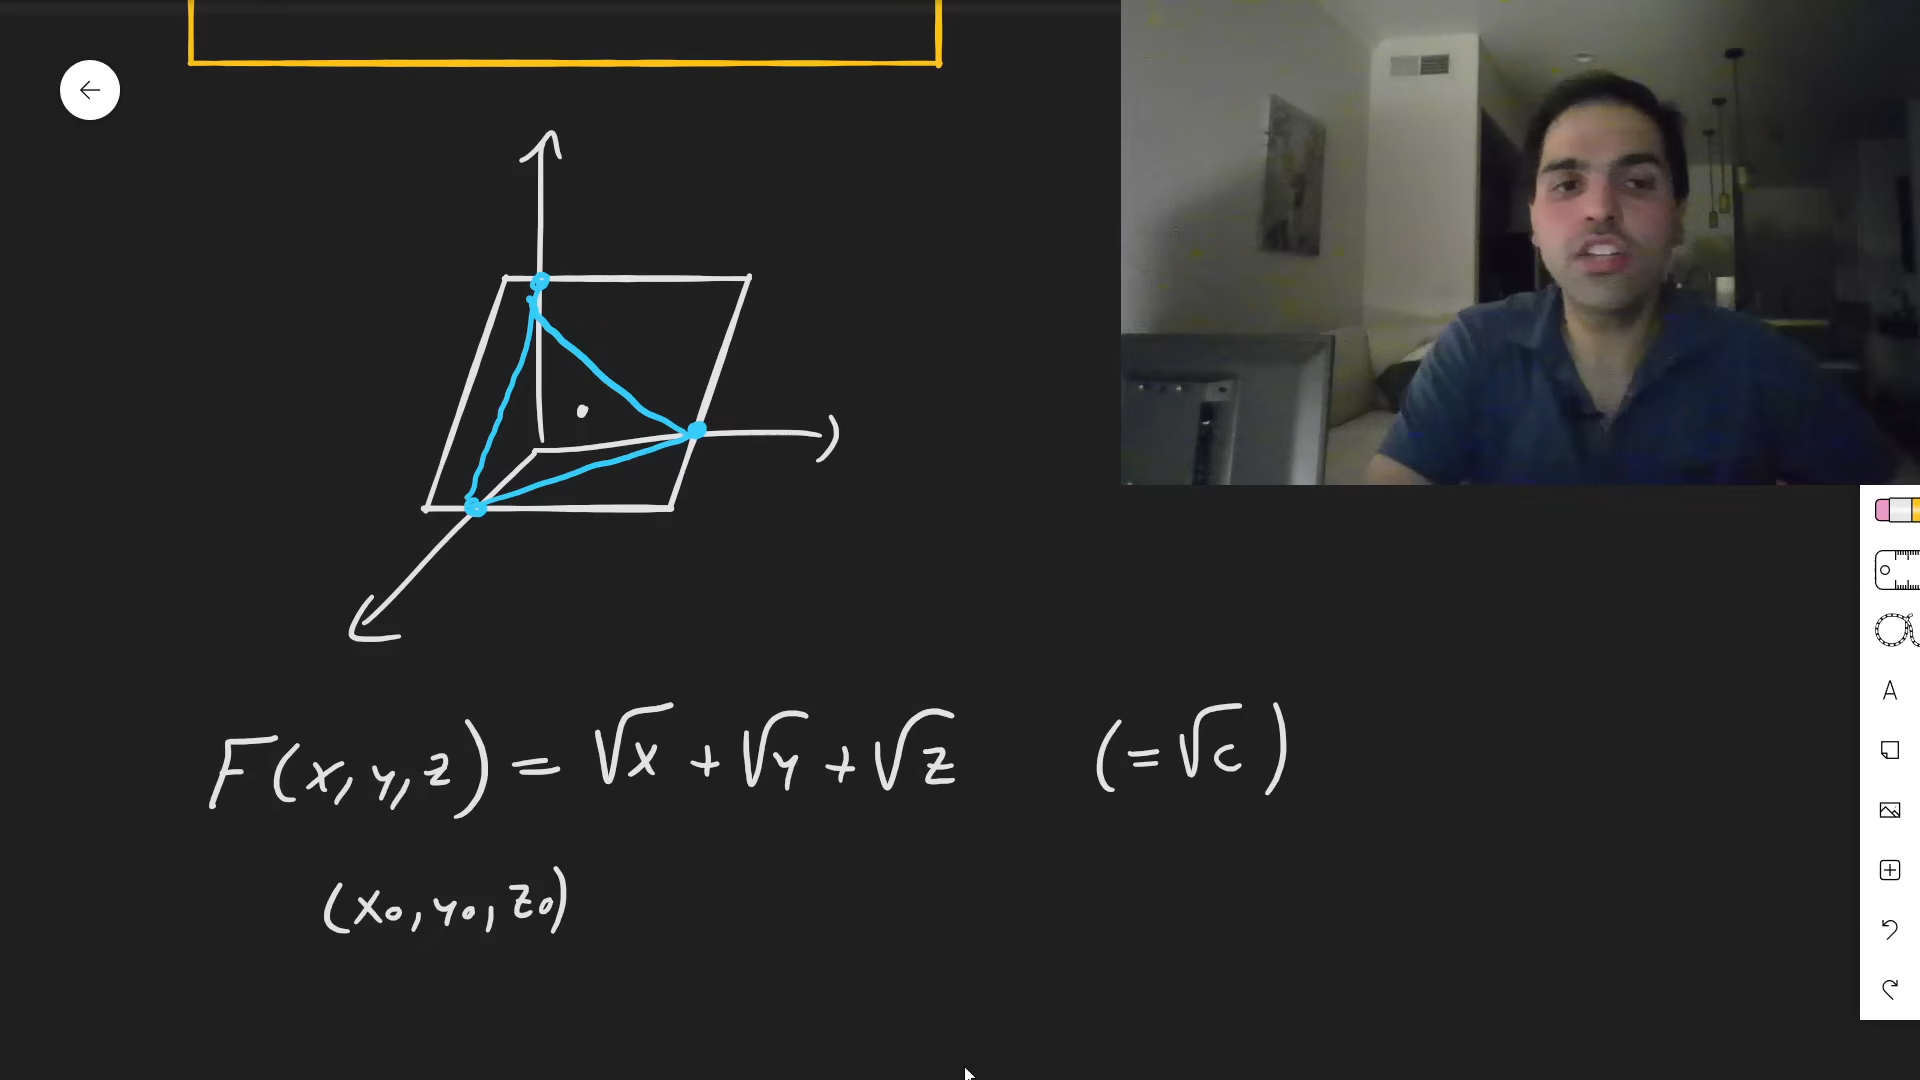 F(x, y, z) = √x + √y + √z (= √c)
(x₀, y₀, z₀)
A